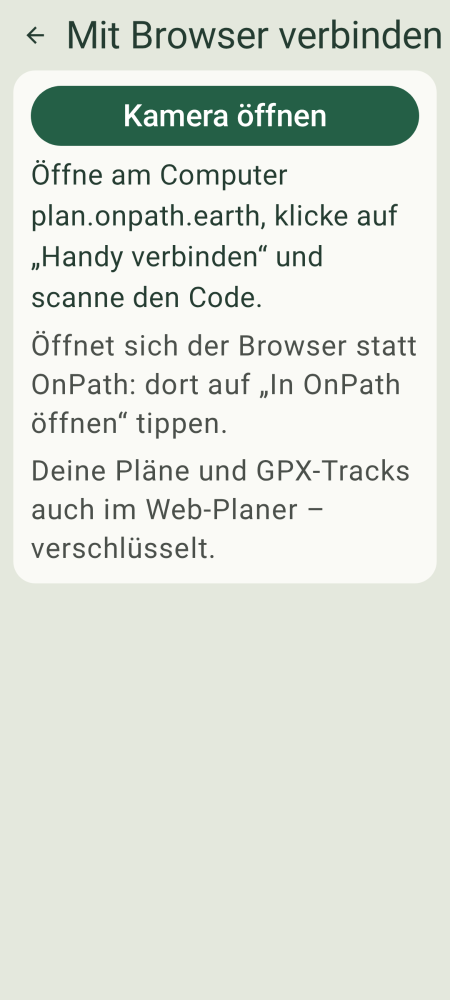 Mit Browser verbinden
Kamera öffnen
Öffne am Computer
plan.onpath.earth, klicke auf
„Handy verbinden“ und
scanne den Code.
Öffnet sich der Browser statt
OnPath: dort auf „In OnPath
öffnen“ tippen.
Deine Pläne und GPX-Tracks
auch im Web-Planer –
verschlüsselt.